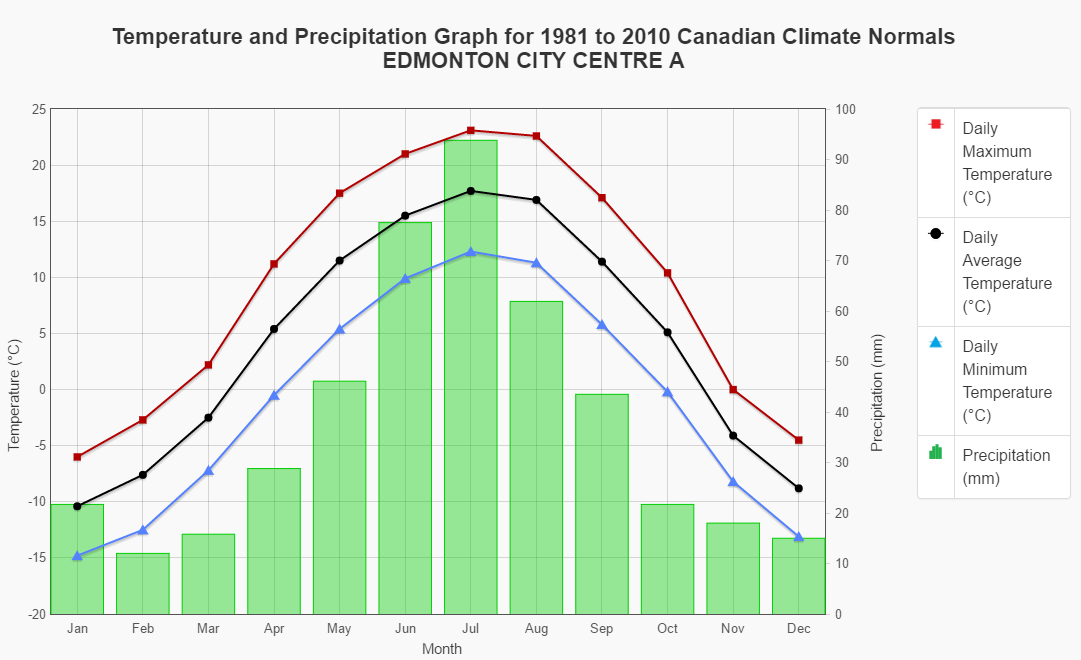 Temperature and Precipitation Graph for 1981 to 2010 Canadian Climate Normals
EDMONTON CITY CENTRE A
25
20
15
10
5
0
-5
-10
-15
-20
Temperature (°C)
100
90
80
70
60
50
40
30
20
10
0
Precipitation (mm)
Jan Feb Mar Apr May Jun Jul Aug Sep Oct Nov Dec
Month
Daily
Maximum
Temperature
(°C)
Daily
Average
Temperature
(°C)
Daily
Minimum
Temperature
(°C)
Precipitation
(mm)